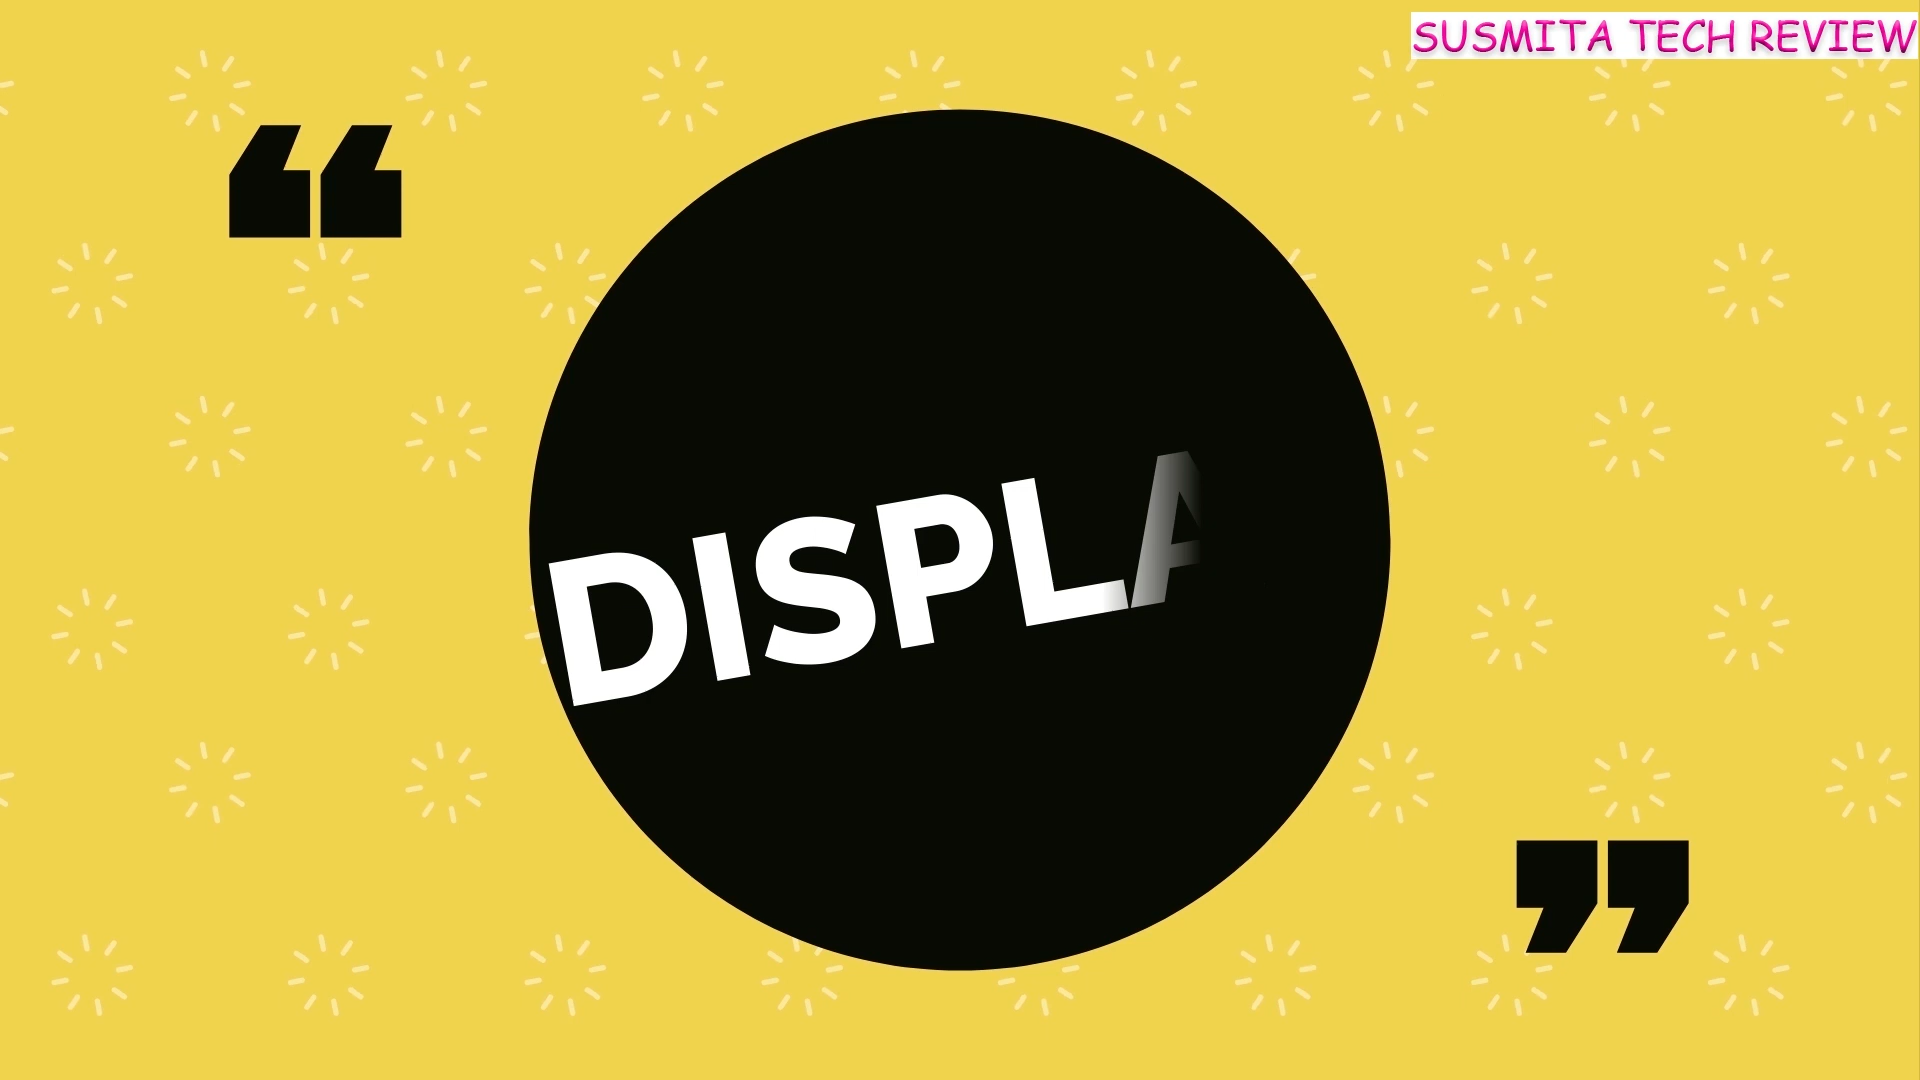 SUSMITA TECH REVIEW
“
DISPLA
”